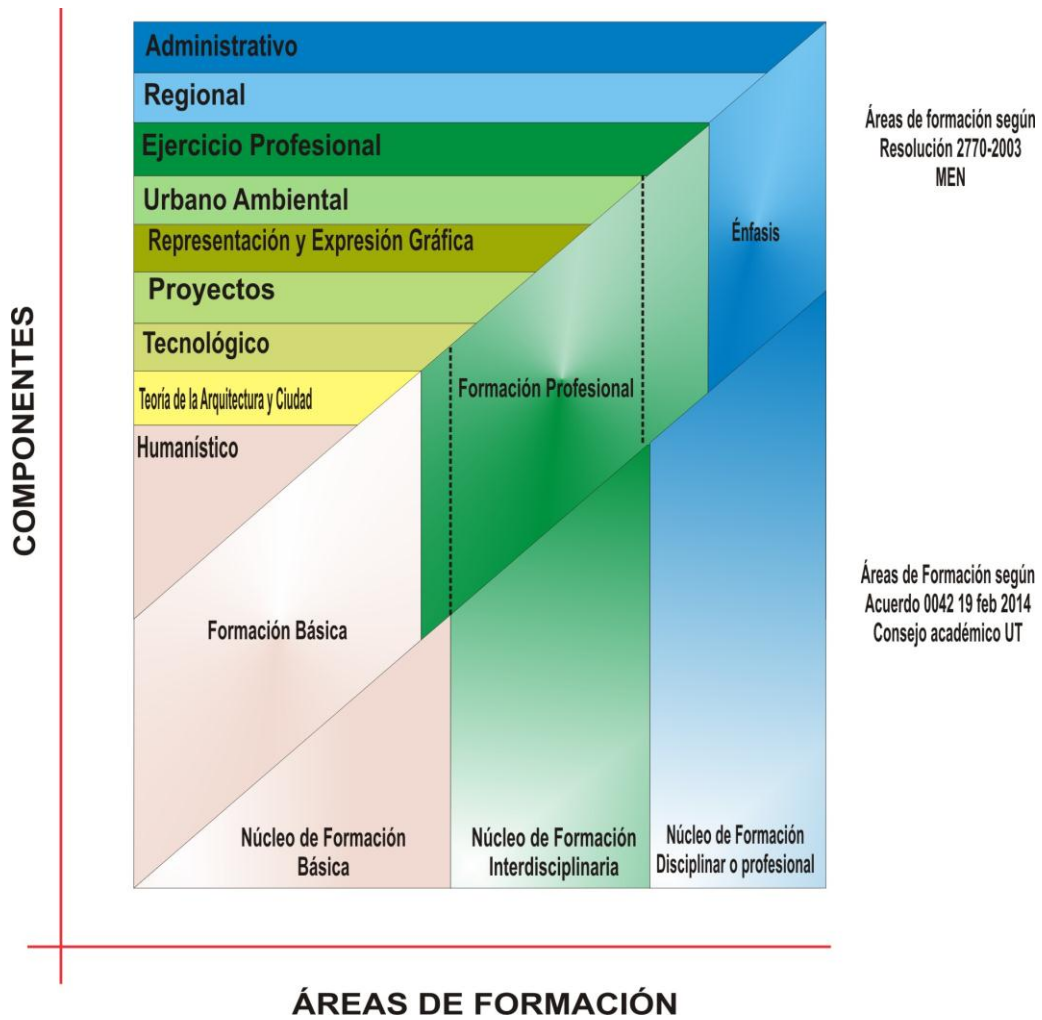 Administrativo
Regional
Ejercicio Profesional
Urbano Ambiental
Representación y Expresión Gráfica
Proyectos
Tecnológico
Teoría de la Arquitectura y Ciudad
Humanístico
COMPONENTES
Formación Básica
Formación Profesional
Énfasis
Áreas de formación según
Resolución 2770-2003
MEN
Áreas de Formación según
Acuerdo 0042 19 feb 2014
Consejo académico UT
Núcleo de Formación
Básica
Núcleo de Formación
Interdisciplinaria
Núcleo de Formación
Disciplinar o profesional
ÁREAS DE FORMACIÓN